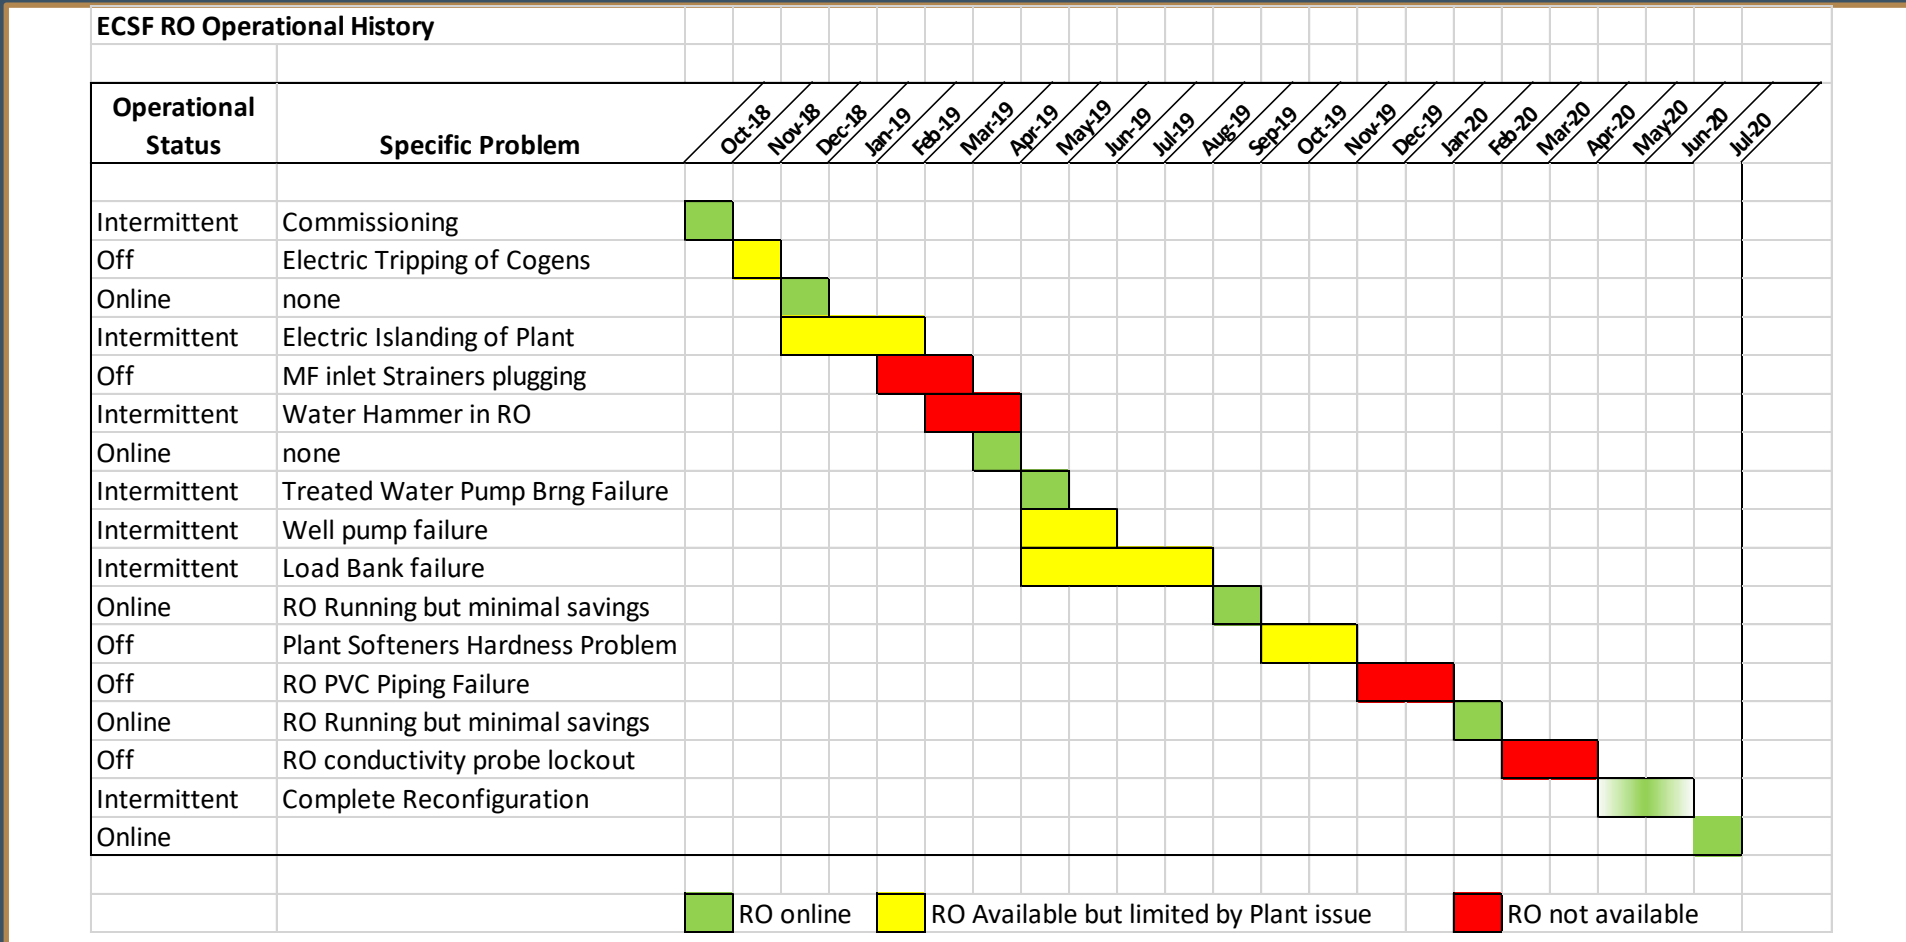 ECSF RO Operational History
Operational Status
Specific Problem
Oct-18
Nov-18
Dec-18
Jan-19
Feb-19
Mar-19
Apr-19
May-19
Jun-19
Jul-19
Aug-19
Sep-19
Oct-19
Nov-19
Dec-19
Jan-20
Feb-20
Mar-20
Apr-20
May20
Jun-20
Jul-20
Intermittent Commissioning
Off Electric Tripping of Cogens
Online none
Intermittent Electric Islanding of Plant
Off MF inlet Strainers plugging
Intermittent Water Hammer in RO
Online none
Intermittent Treated Water Pump Brng Failure
Intermittent Well pump failure
Intermittent Load Bank failure
Online RO Running but minimal savings
Off Plant Softeners Hardness Problem
Off RO PVC Piping Failure
Online RO Running but minimal savings
Off RO conductivity probe lockout
Intermittent Complete Reconfiguration
Online
RO online
RO Available but limited by Plant issue
RO not available